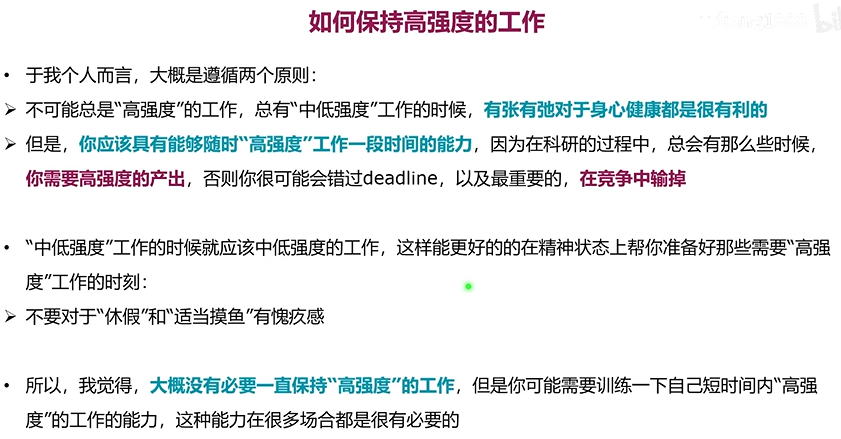 如何保持高强度的工作
• 于我个人而言，大概是遵循两个原则：
➢ 不可能总是“高强度”的工作，总有“中低强度”工作的时候，有张有弛对于身心健康都是很有利的
➢ 但是，你应该具有能够随时“高强度”工作一段时间的能力，因为在科研的过程中，总会有那么些时候，
你需要高强度的产出，否则你很可能会错过deadline，以及最重要的，在竞争中输掉
• “中低强度”工作的时候就应该中低强度的工作，这样能更好的的在精神状态上帮你准备好那些需要“高强
度”工作的时刻：
➢ 不要对于“休假”和“适当摸鱼”有愧疚感
• 所以，我觉得，大概没有必要一直保持“高强度”的工作，但是你可能需要训练一下自己短时间内“高强
度”的工作的能力，这种能力在很多场合都是很有必要的